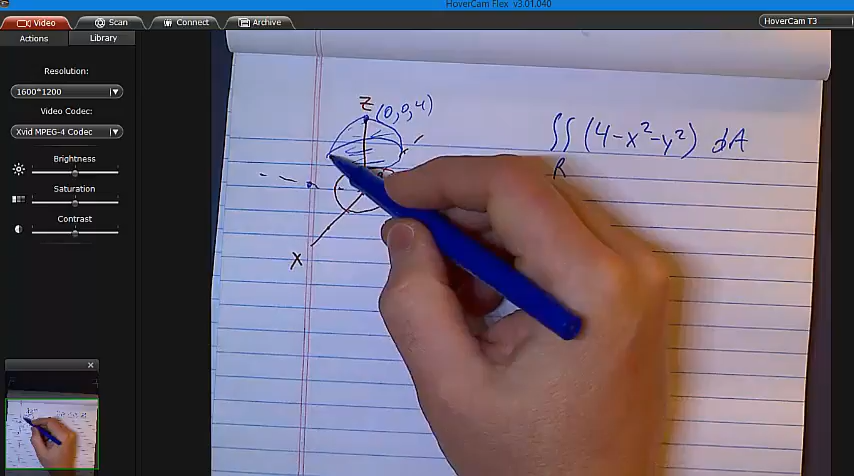 HoverCam Flex v3.01.040
Video
Scan
Connect
Archive
HoverCam T3
Actions
Library
Resolution:
1600*1200
Video Codec:
Xvid MPEG-4 Codec
Brightness
Saturation
Contrast
Z
(0,0,4)
X
∬ (4-x²-y²) dA
R